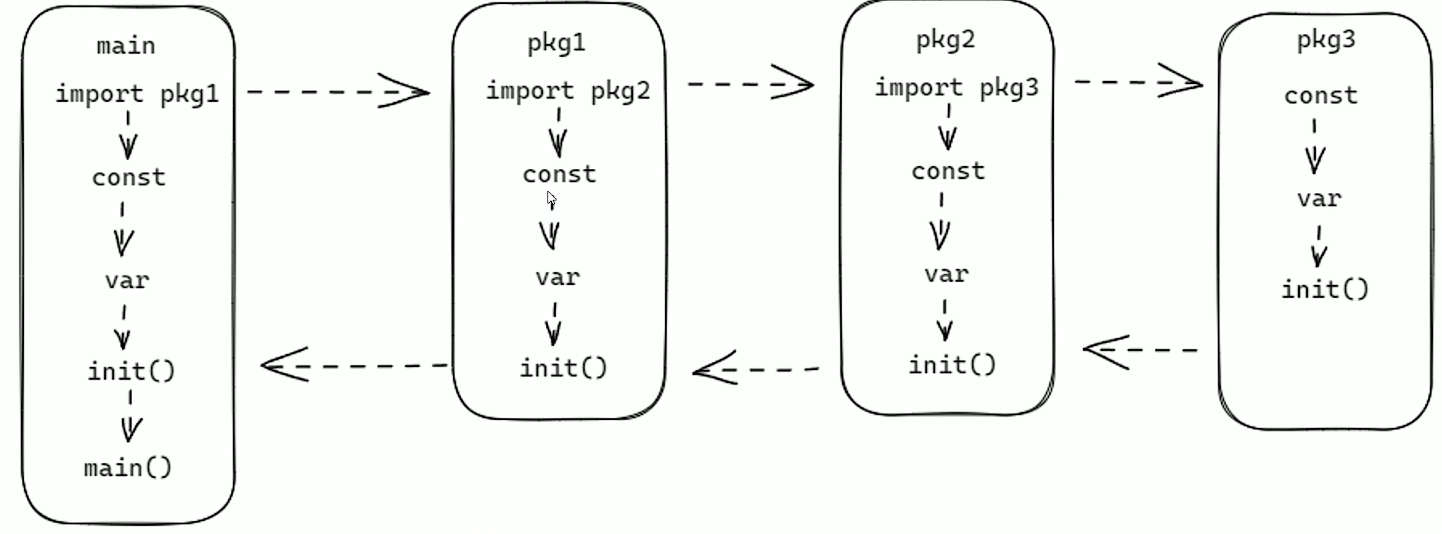 main
import pkg1
const
var
init()
main()
pkg1
import pkg2
const
var
init()
pkg2
import pkg3
const
var
init()
pkg3
const
var
init()